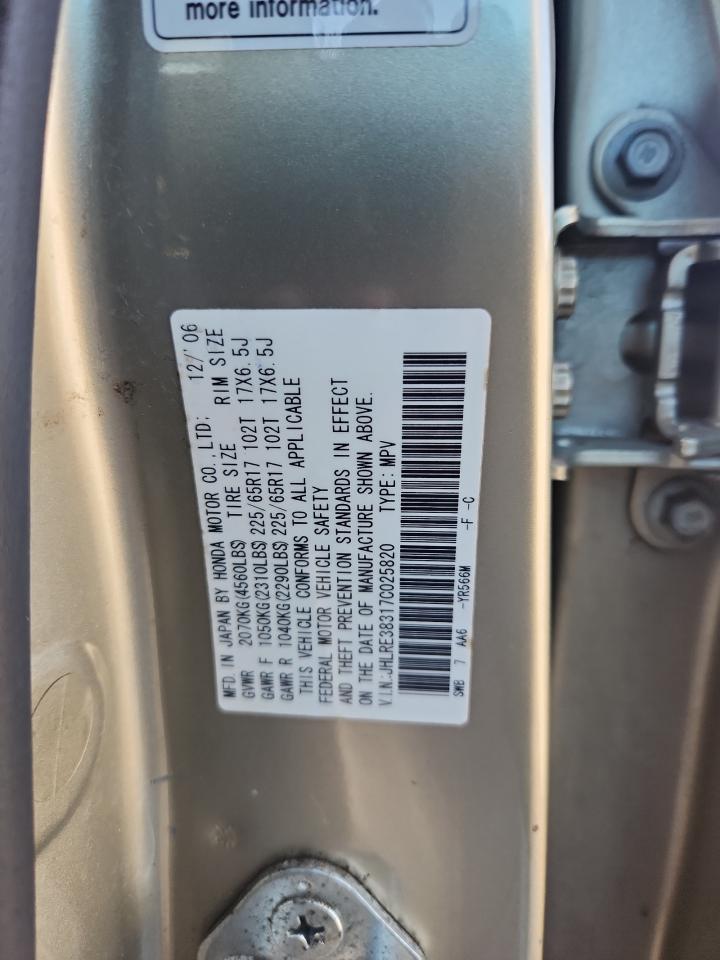 more information.
MFD. IN JAPAN BY HONDA MOTOR CO., LTD; 12/'06
GVWR 2070KG(4560LBS) TIRE SIZE RIM SIZE
GAWR F 1050KG(2310LBS) 225/65R17 102T 17X6.5J
GAWR R 1040KG(2290LBS) 225/65R17 102T 17X6.5J
THIS VEHICLE CONFORMS TO ALL APPLICABLE
FEDERAL MOTOR VEHICLE SAFETY
AND THEFT PREVENTION STANDARDS IN EFFECT
ON THE DATE OF MANUFACTURE SHOWN ABOVE.
V.I.N.:JHLRE38317C025820 TYPE: MPV
SWB 7 AA6 -YR566M -F -C